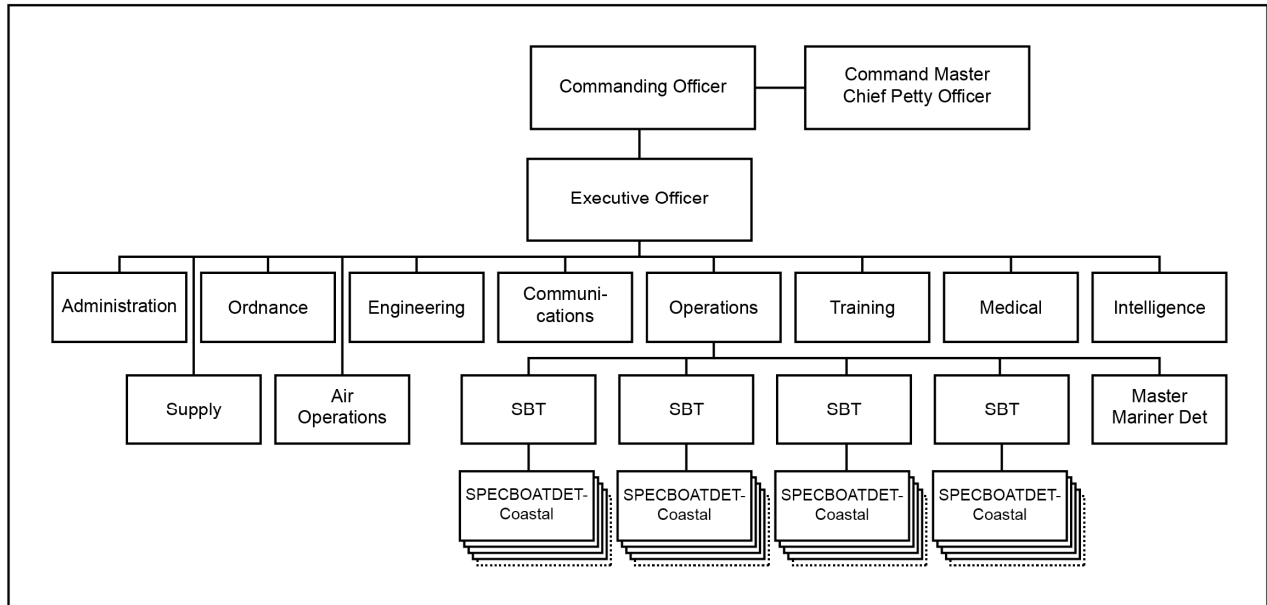 Commanding Officer
Command Master
Chief Petty Officer
Executive Officer
Administration
Ordnance
Engineering
Communi-
cations
Operations
Training
Medical
Intelligence
Supply
Air
Operations
SBT
SBT
SBT
SBT
Master
Mariner Det
SPECBOATDET-
Coastal
SPECBOATDET-
Coastal
SPECBOATDET-
Coastal
SPECBOATDET-
Coastal